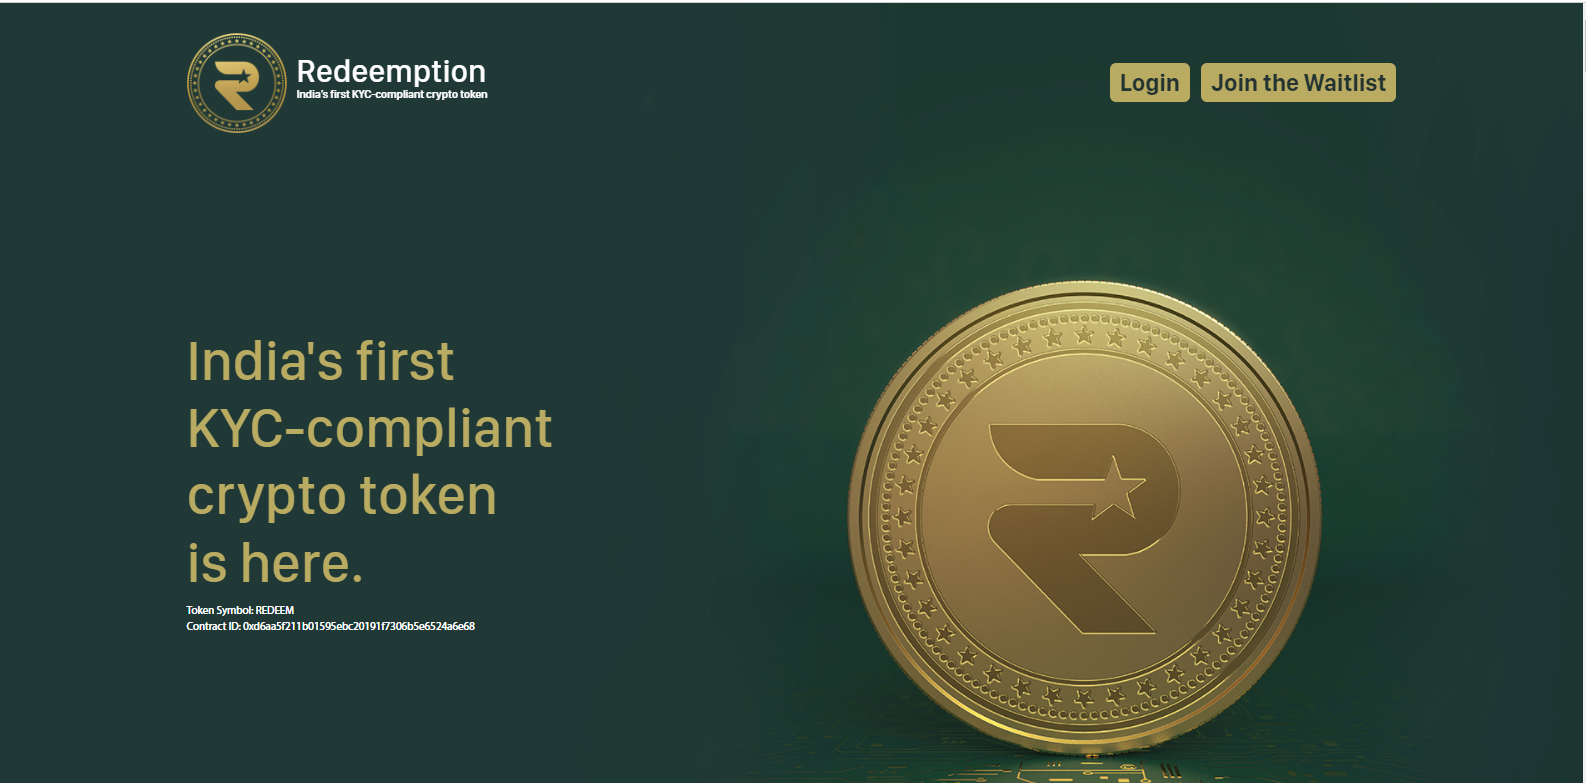 Redeemption
India's first KYC-compliant crypto token
Login
Join the Waitlist
India's first
KYC-compliant
crypto token
is here.
Token Symbol: REDEEM
Contract ID: 0xd6aa5f211b01595ebc20191f7306b5e6524a6e68